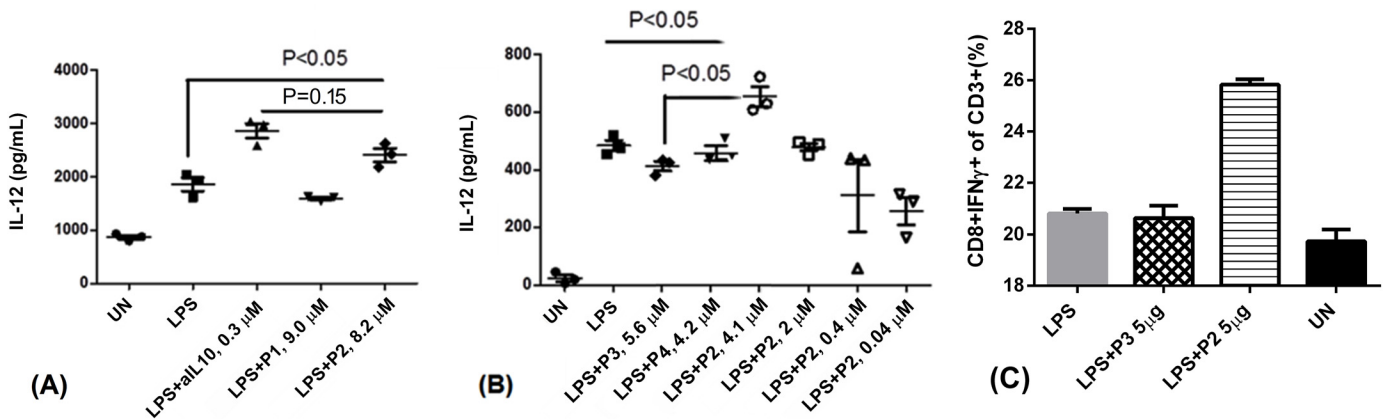 P<0.05
P=0.15
IL-12 (pg/mL)
4000
3000
2000
1000
0
UN
LPS
LPS+aIL10, 0.3 μM
LPS+P1, 9.0 μM
LPS+P2, 8.2 μM
(A)
P<0.05
P<0.05
IL-12 (pg/mL)
800
600
400
200
0
UN
LPS
LPS+P3, 5.6 μM
LPS+P4, 4.2 μM
LPS+P2, 4.1 μM
LPS+P2, 2 μM
LPS+P2, 0.4 μM
LPS+P2, 0.04 μM
(B)
CD8+IFNγ+ of CD3+(%)
28
26
24
22
20
18
LPS
LPS+P3 5μg
LPS+P2 5μg
UN
(C)